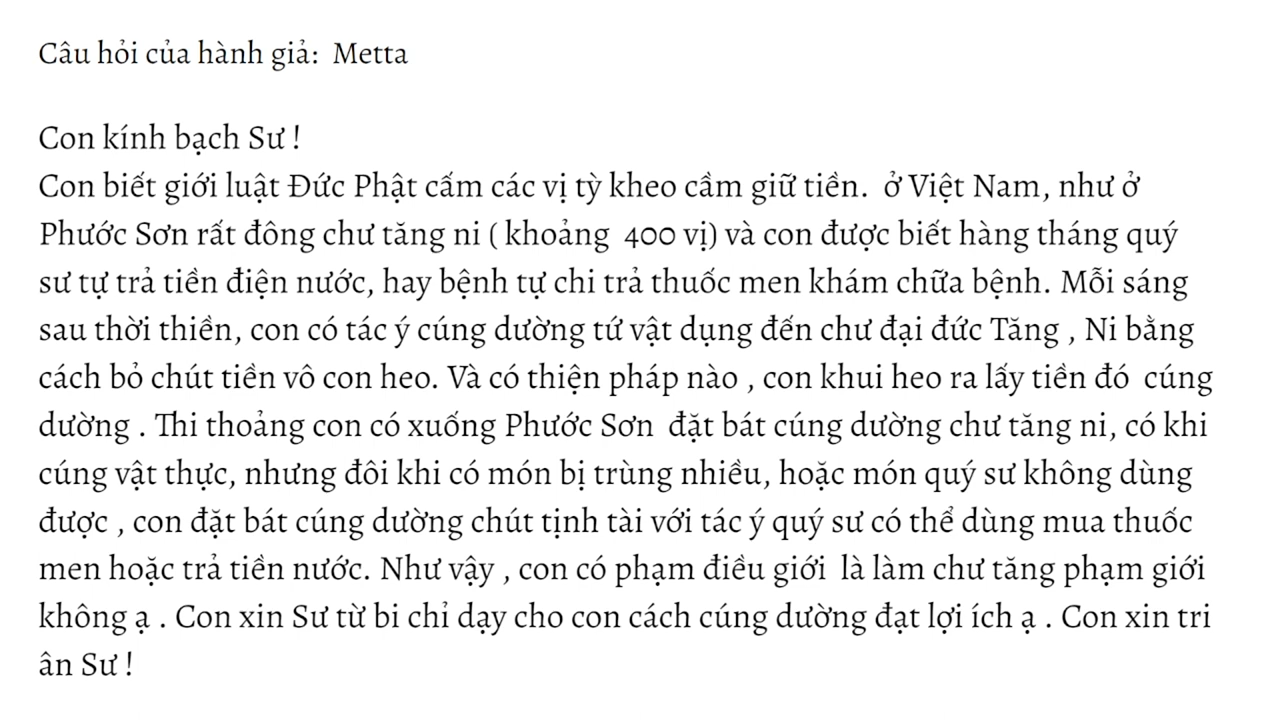 Câu hỏi của hành giả:  Metta
Con kính bạch Sư !
Con biết giới luật Đức Phật cấm các vị tỳ kheo cầm giữ tiền.  ở Việt Nam, như ở
Phước Sơn rất đông chư tăng ni ( khoảng  400 vị) và con được biết hàng tháng quý
sư tự trả tiền điện nước, hay bệnh tự chi trả thuốc men khám chữa bệnh. Mỗi sáng
sau thời thiền, con có tác ý cúng dường tứ vật dụng đến chư đại đức Tăng , Ni bằng
cách bỏ chút tiền vô con heo. Và có thiện pháp nào , con khui heo ra lấy tiền đó  cúng
dường . Thi thoảng con có xuống Phước Sơn  đặt bát cúng dường chư tăng ni, có khi
cúng vật thực, nhưng đôi khi có món bị trùng nhiều, hoặc món quý sư không dùng
được , con đặt bát cúng dường chút tịnh tài với tác ý quý sư có thể dùng mua thuốc
men hoặc trả tiền nước. Như vậy , con có phạm điều giới  là làm chư tăng phạm giới
không ạ . Con xin Sư từ bi chỉ dạy cho con cách cúng dường đạt lợi ích ạ . Con xin tri
ân Sư !